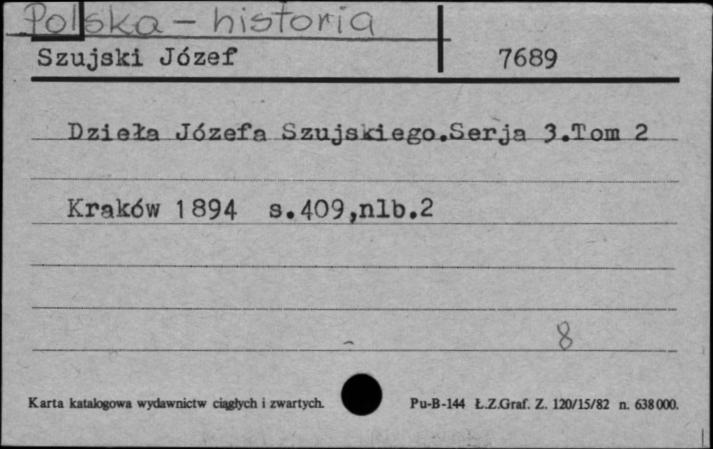 Polska - historia
Szujski Józef 7689
Dzieła Józefa Szujskiego.Serja 3.Tom 2
Kraków 1894 s.409,nlb.2
8
Karta katalogowa wydawnictw ciągłych i zwartych. Pu-B-144 Ł.Z.Graf. Z. 120/15/82 n. 638000.